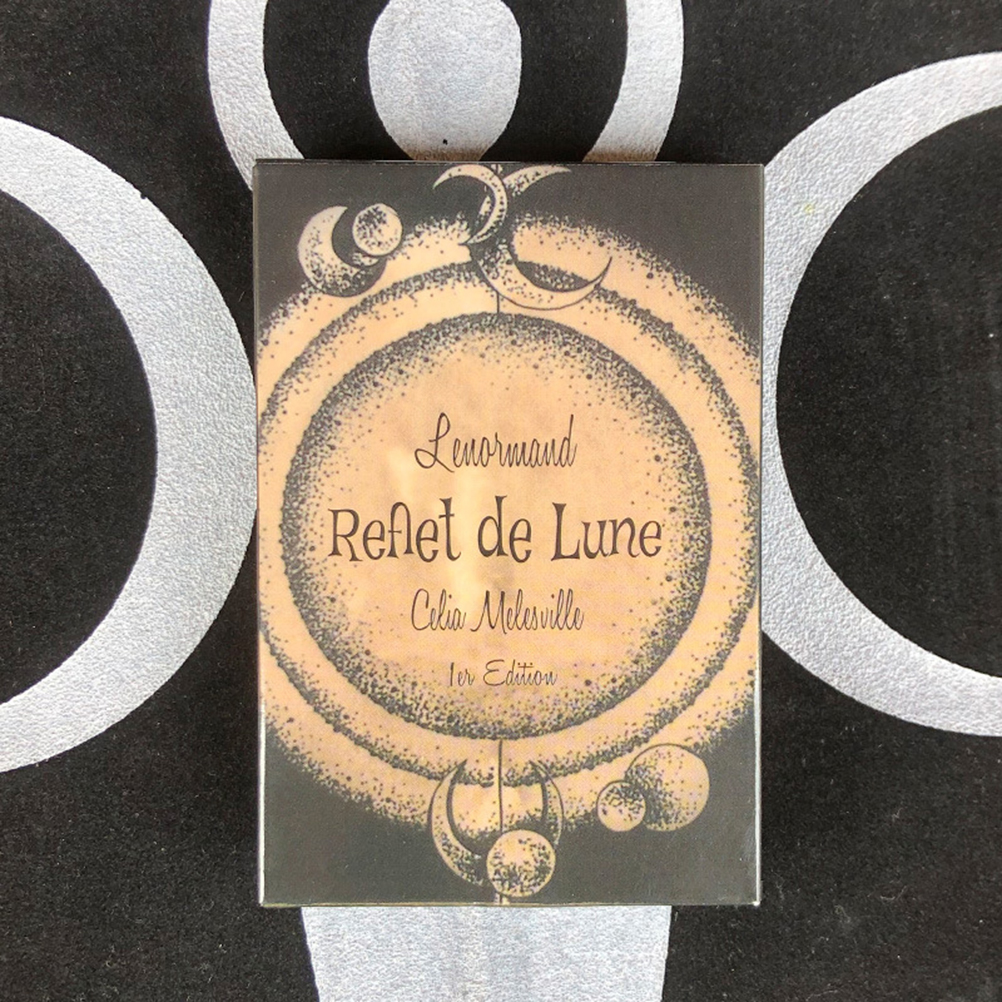 Lenormand
Reflet de Lune
Celia Melesville
1er Edition